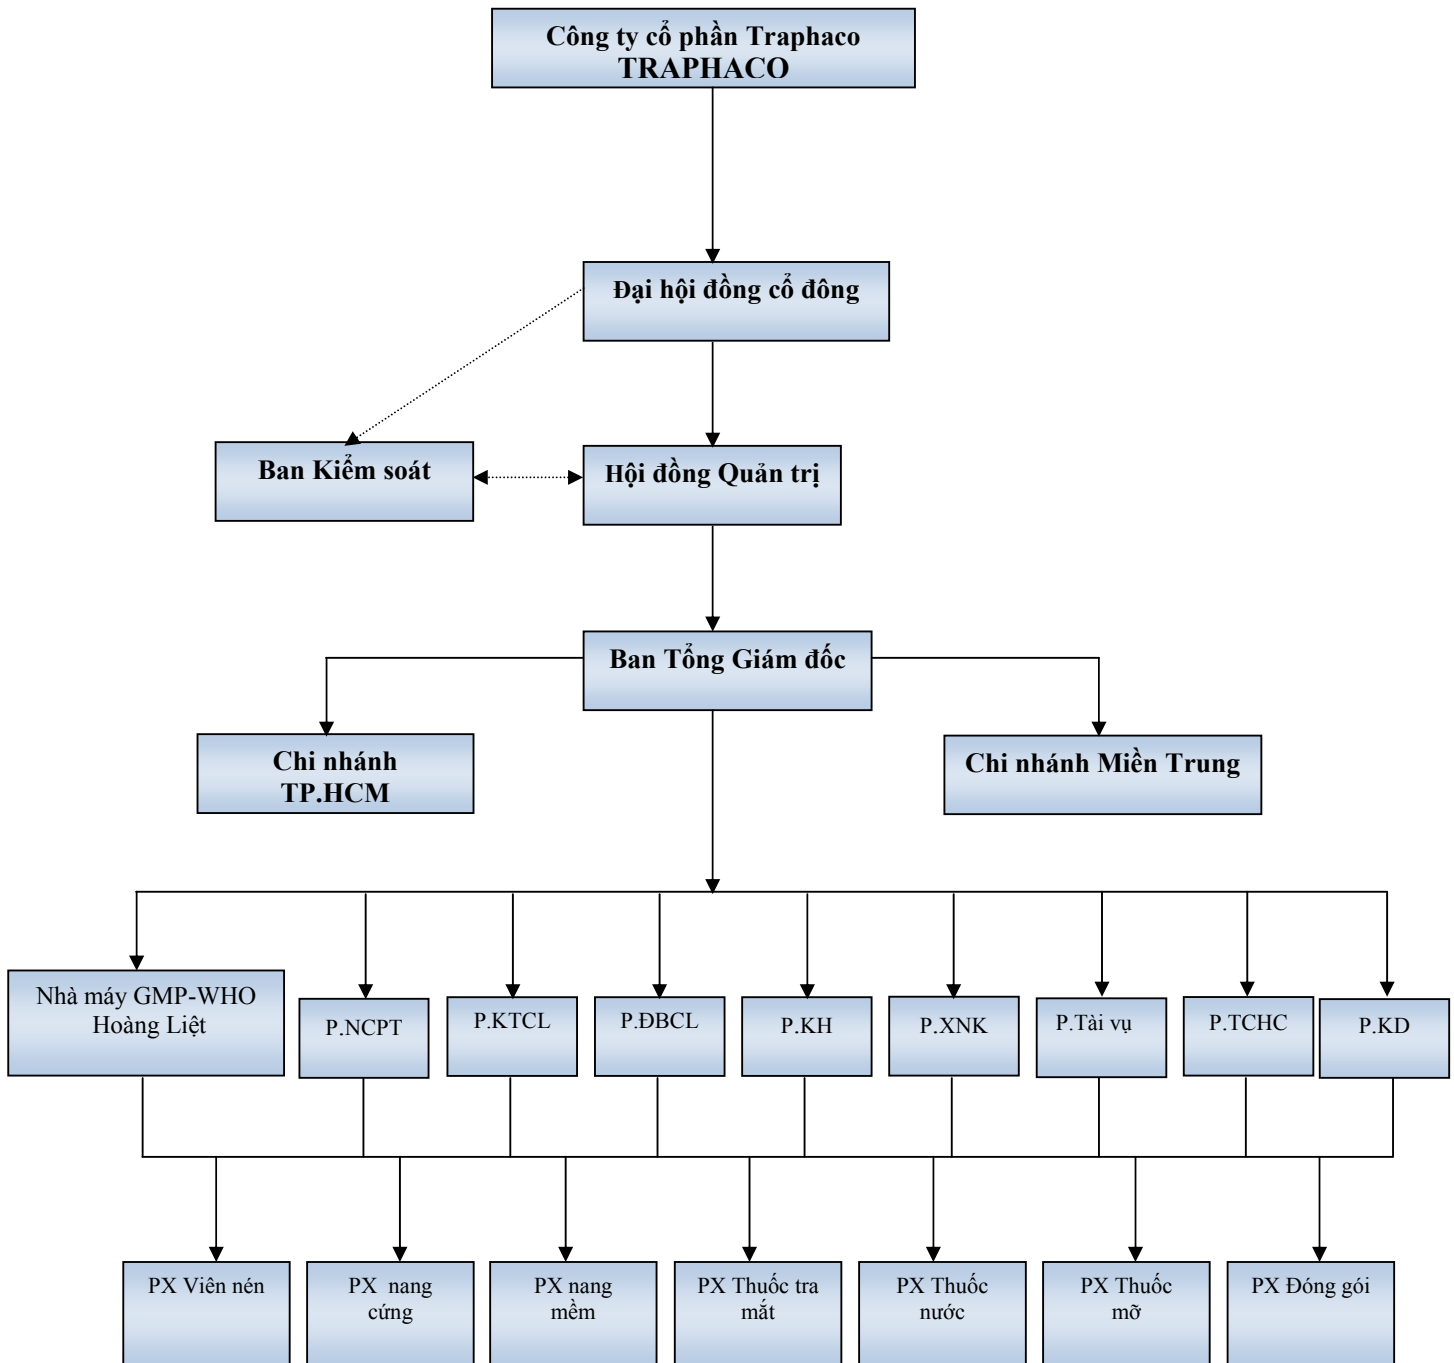 Công ty cổ phần Traphaco
TRAPHACO
Đại hội đồng cổ đông
Ban Kiểm soát
Hội đồng Quản trị
Ban Tổng Giám đốc
Chi nhánh
TP.HCM
Chi nhánh Miền Trung
Nhà máy GMP-WHO
Hoàng Liệt
P.NCPT
P.KTCL
P.ĐBCL
P.KH
P.XNK
P.Tài vụ
P.TCHC
P.KD
PX Viên nén
PX nang
cứng
PX nang
mềm
PX Thuốc tra
mắt
PX Thuốc
nước
PX Thuốc
mỡ
PX Đóng gói